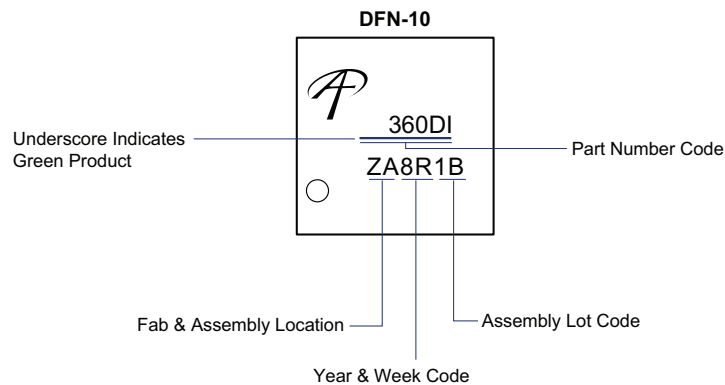 DFN-10
360DI
Underscore Indicates
Green Product
Part Number Code
ZA8R1B
Fab & Assembly Location
Assembly Lot Code
Year & Week Code